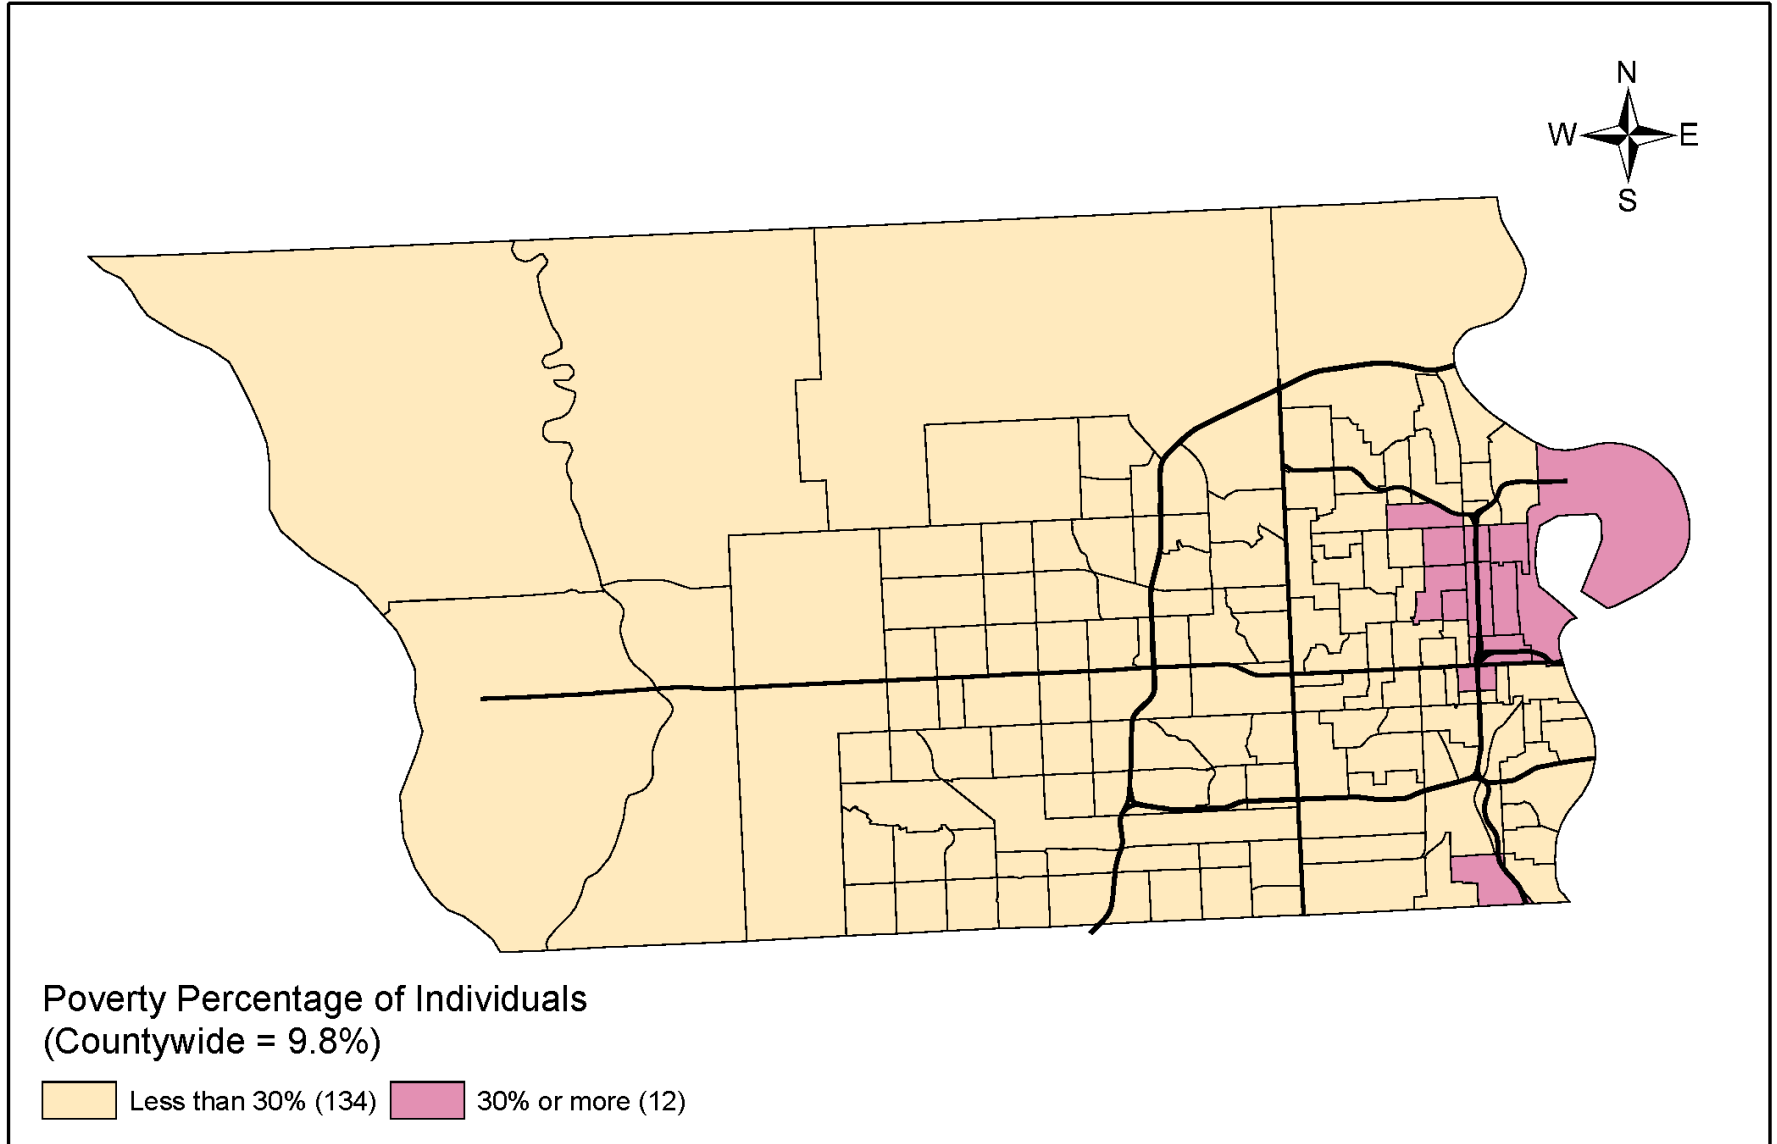 N
W E
S
Poverty Percentage of Individuals
(Countywide = 9.8%)
Less than 30% (134) 30% or more (12)